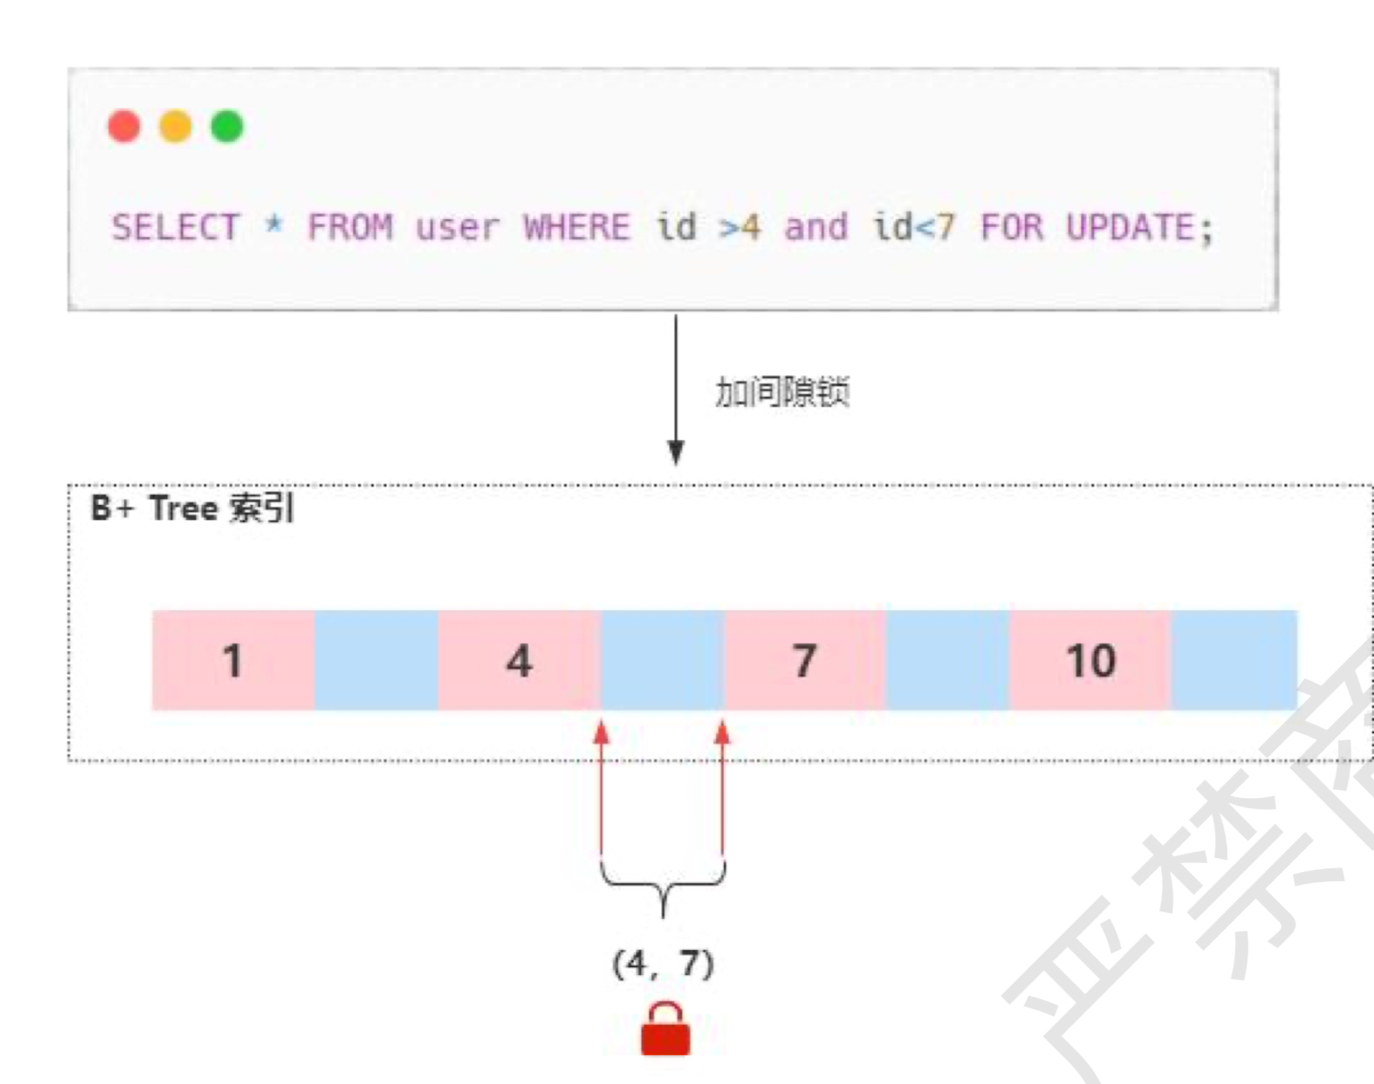 SELECT * FROM user WHERE id >4 and id<7 FOR UPDATE;
加间隙锁
B+ Tree 索引
1 4 7 10
(4, 7)
严禁商